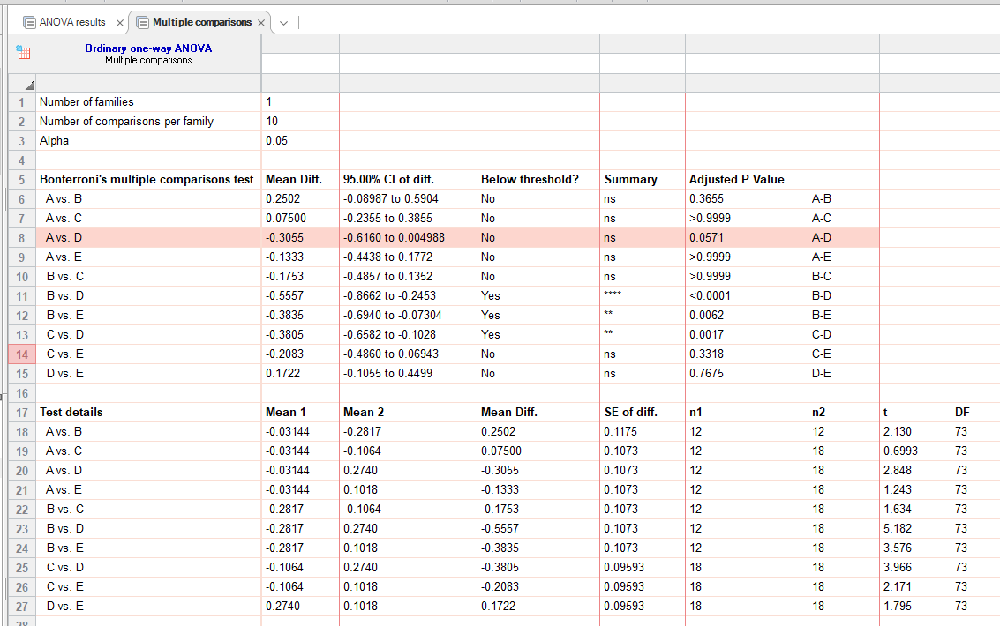 ANOVA results Multiple comparisons
Ordinary one-way ANOVA
Multiple comparisons
1 Number of families 1
2 Number of comparisons per family 10
3 Alpha 0.05
4
5 Bonferroni's multiple comparisons test Mean Diff. 95.00% CI of diff. Below threshold? Summary Adjusted P Value
6 A vs. B 0.2502 -0.08987 to 0.5904 No ns 0.3655 A-B
7 A vs. C 0.07500 -0.2355 to 0.3855 No ns >0.9999 A-C
8 A vs. D -0.3055 -0.6160 to 0.004988 No ns 0.0571 A-D
9 A vs. E -0.1333 -0.4438 to 0.1772 No ns >0.9999 A-E
10 B vs. C -0.1753 -0.4857 to 0.1352 No ns >0.9999 B-C
11 B vs. D -0.5557 -0.8662 to -0.2453 Yes **** <0.0001 B-D
12 B vs. E -0.3835 -0.6940 to -0.07304 Yes ** 0.0062 B-E
13 C vs. D -0.3805 -0.6582 to -0.1028 Yes ** 0.0017 C-D
14 C vs. E -0.2083 -0.4860 to 0.06943 No ns 0.3318 C-E
15 D vs. E 0.1722 -0.1055 to 0.4499 No ns 0.7675 D-E
16
17 Test details Mean 1 Mean 2 Mean Diff. SE of diff. n1 n2 t DF
18 A vs. B -0.03144 -0.2817 0.2502 0.1175 12 12 2.130 73
19 A vs. C -0.03144 -0.1064 0.07500 0.1073 12 18 0.6993 73
20 A vs. D -0.03144 0.2740 -0.3055 0.1073 12 18 2.848 73
21 A vs. E -0.03144 0.1018 -0.1333 0.1073 12 18 1.243 73
22 B vs. C -0.2817 -0.1064 -0.1753 0.1073 12 18 1.634 73
23 B vs. D -0.2817 0.2740 -0.5557 0.1073 12 18 5.182 73
24 B vs. E -0.2817 0.1018 -0.3835 0.1073 12 18 3.576 73
25 C vs. D -0.1064 0.2740 -0.3805 0.09593 18 18 3.966 73
26 C vs. E -0.1064 0.1018 -0.2083 0.09593 18 18 2.171 73
27 D vs. E 0.2740 0.1018 0.1722 0.09593 18 18 1.795 73
28